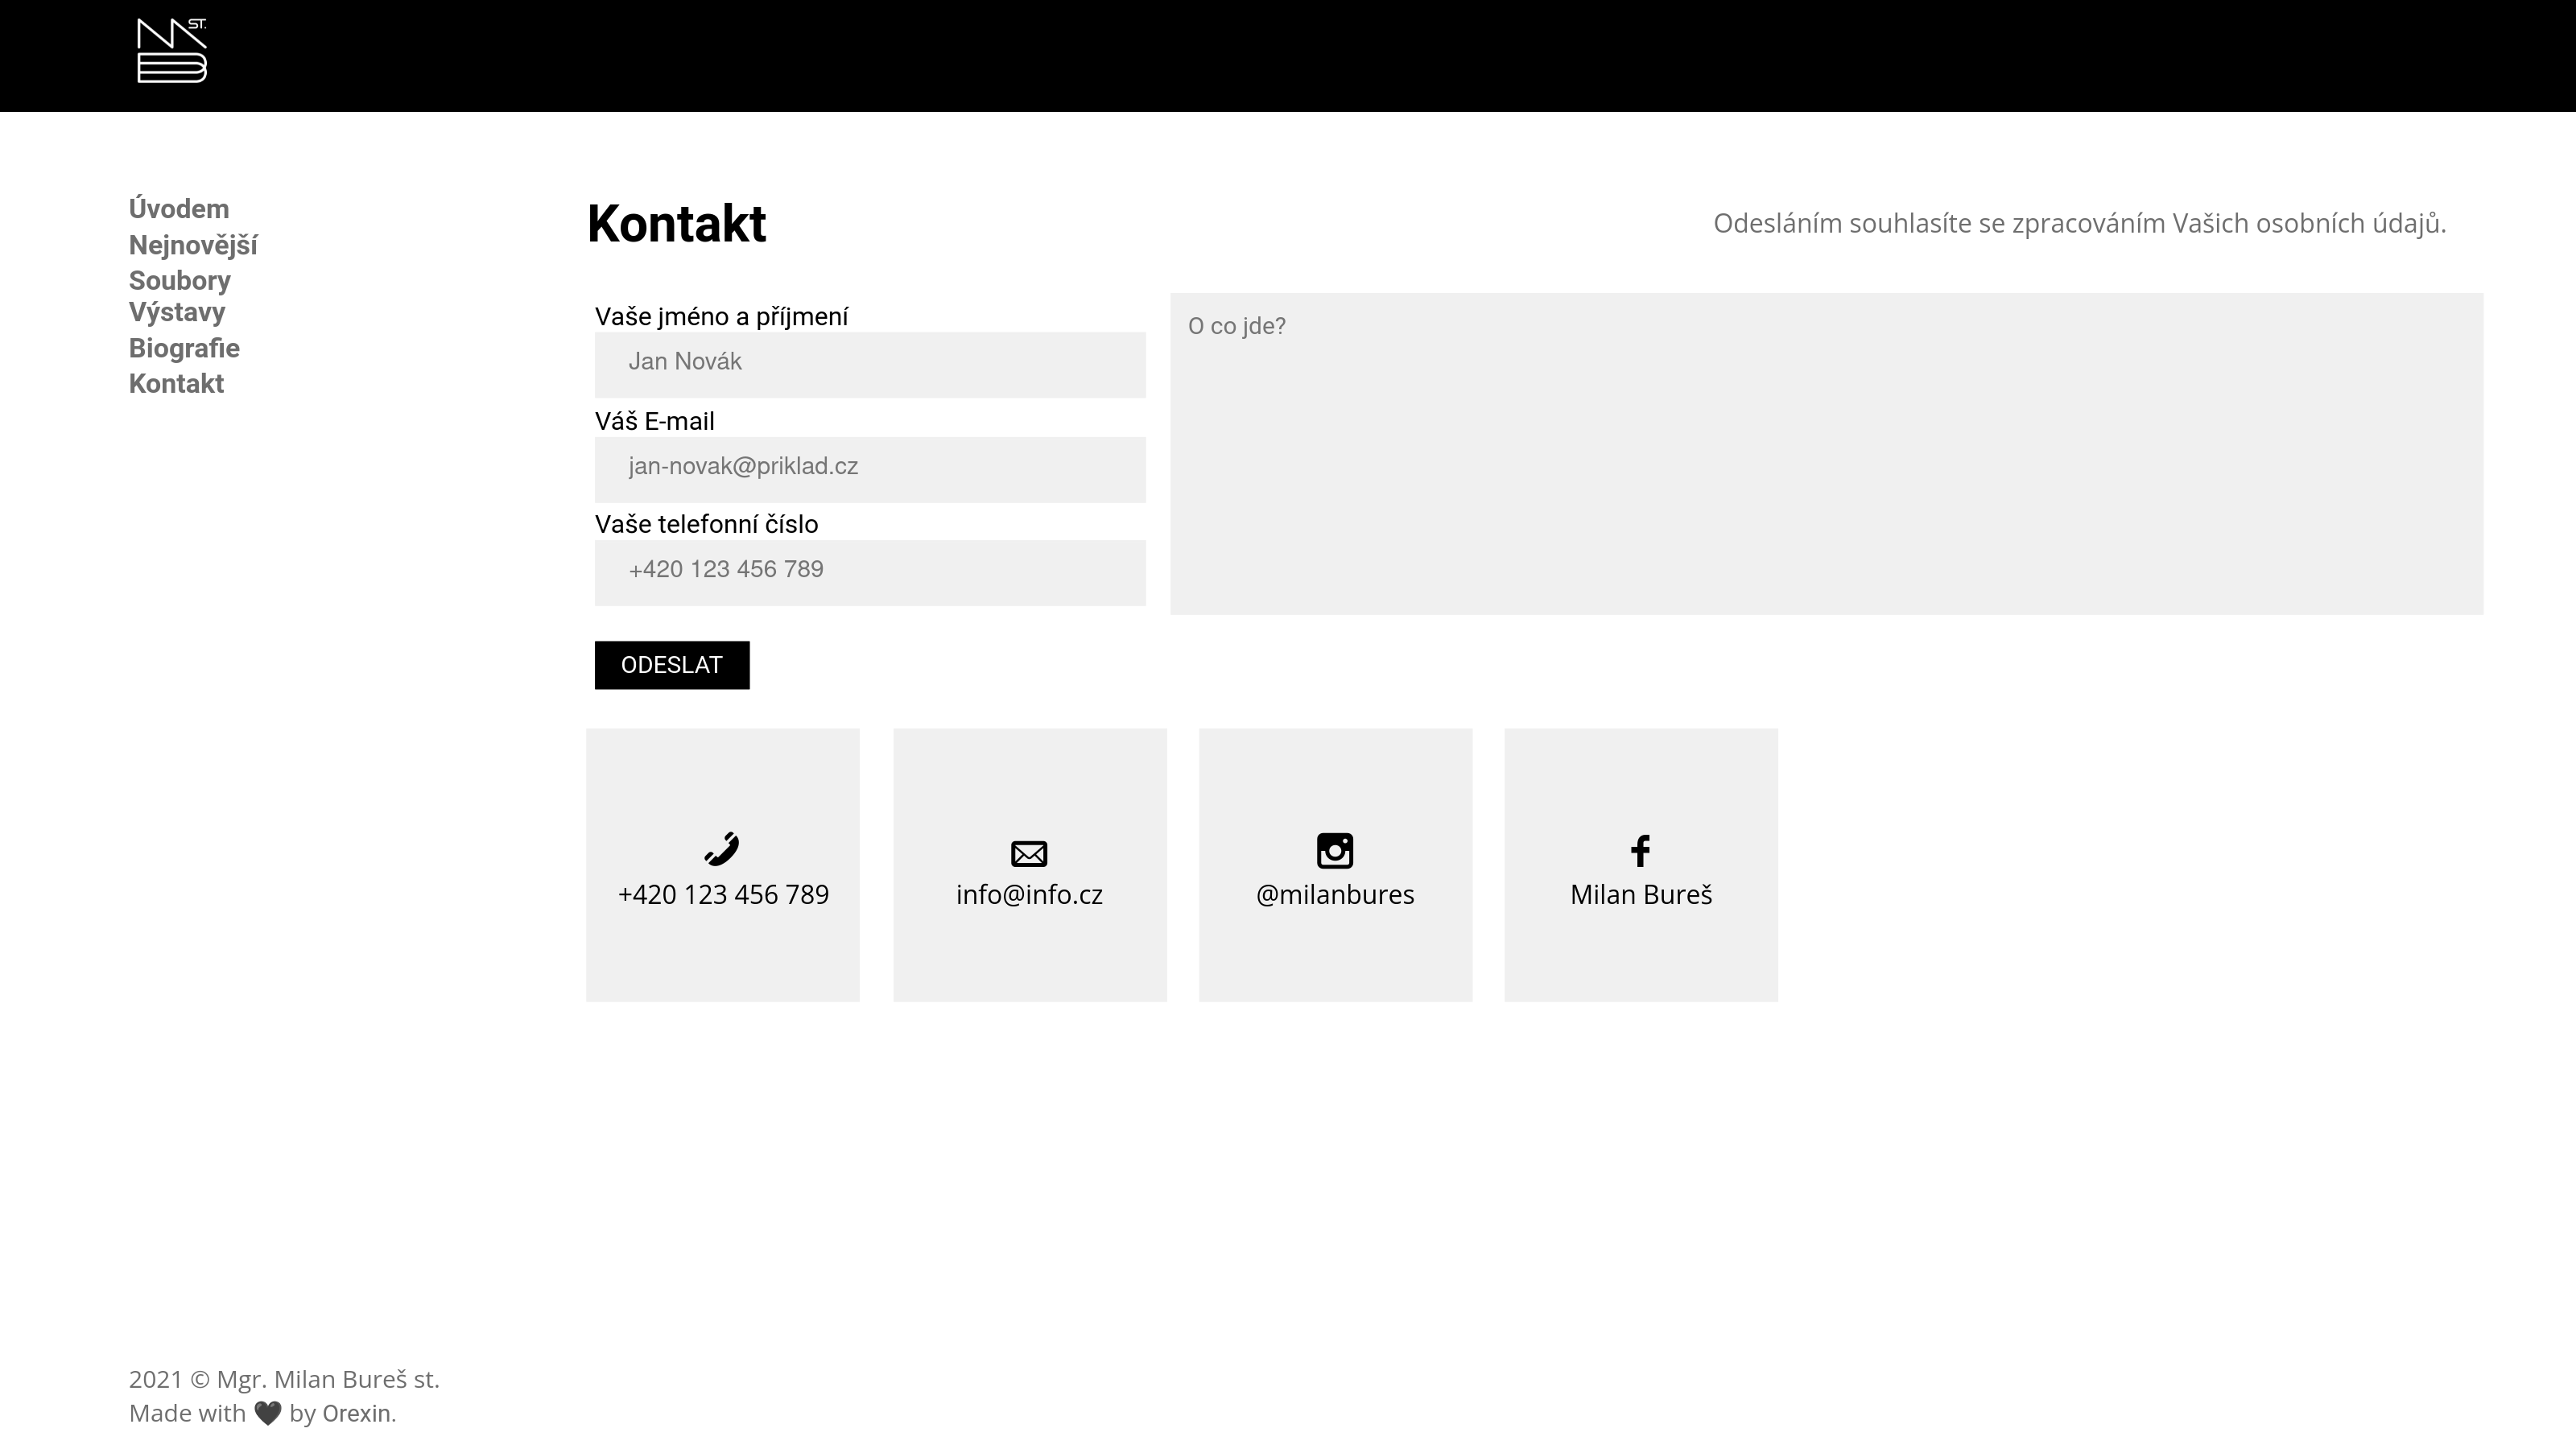 ST.
MB
Úvodem
Nejnovější
Soubory
Výstavy
Biografie
Kontakt
Kontakt
Odesláním souhlasíte se zpracováním Vašich osobních údajů.
Vaše jméno a příjmení
Jan Novák
Váš E-mail
jan-novak@priklad.cz
Vaše telefonní číslo
+420 123 456 789
O co jde?
ODESLAT
+420 123 456 789
info@info.cz
@milanbures
Milan Bureš
2021 © Mgr. Milan Bureš st.
Made with 🖤 by Orexin.